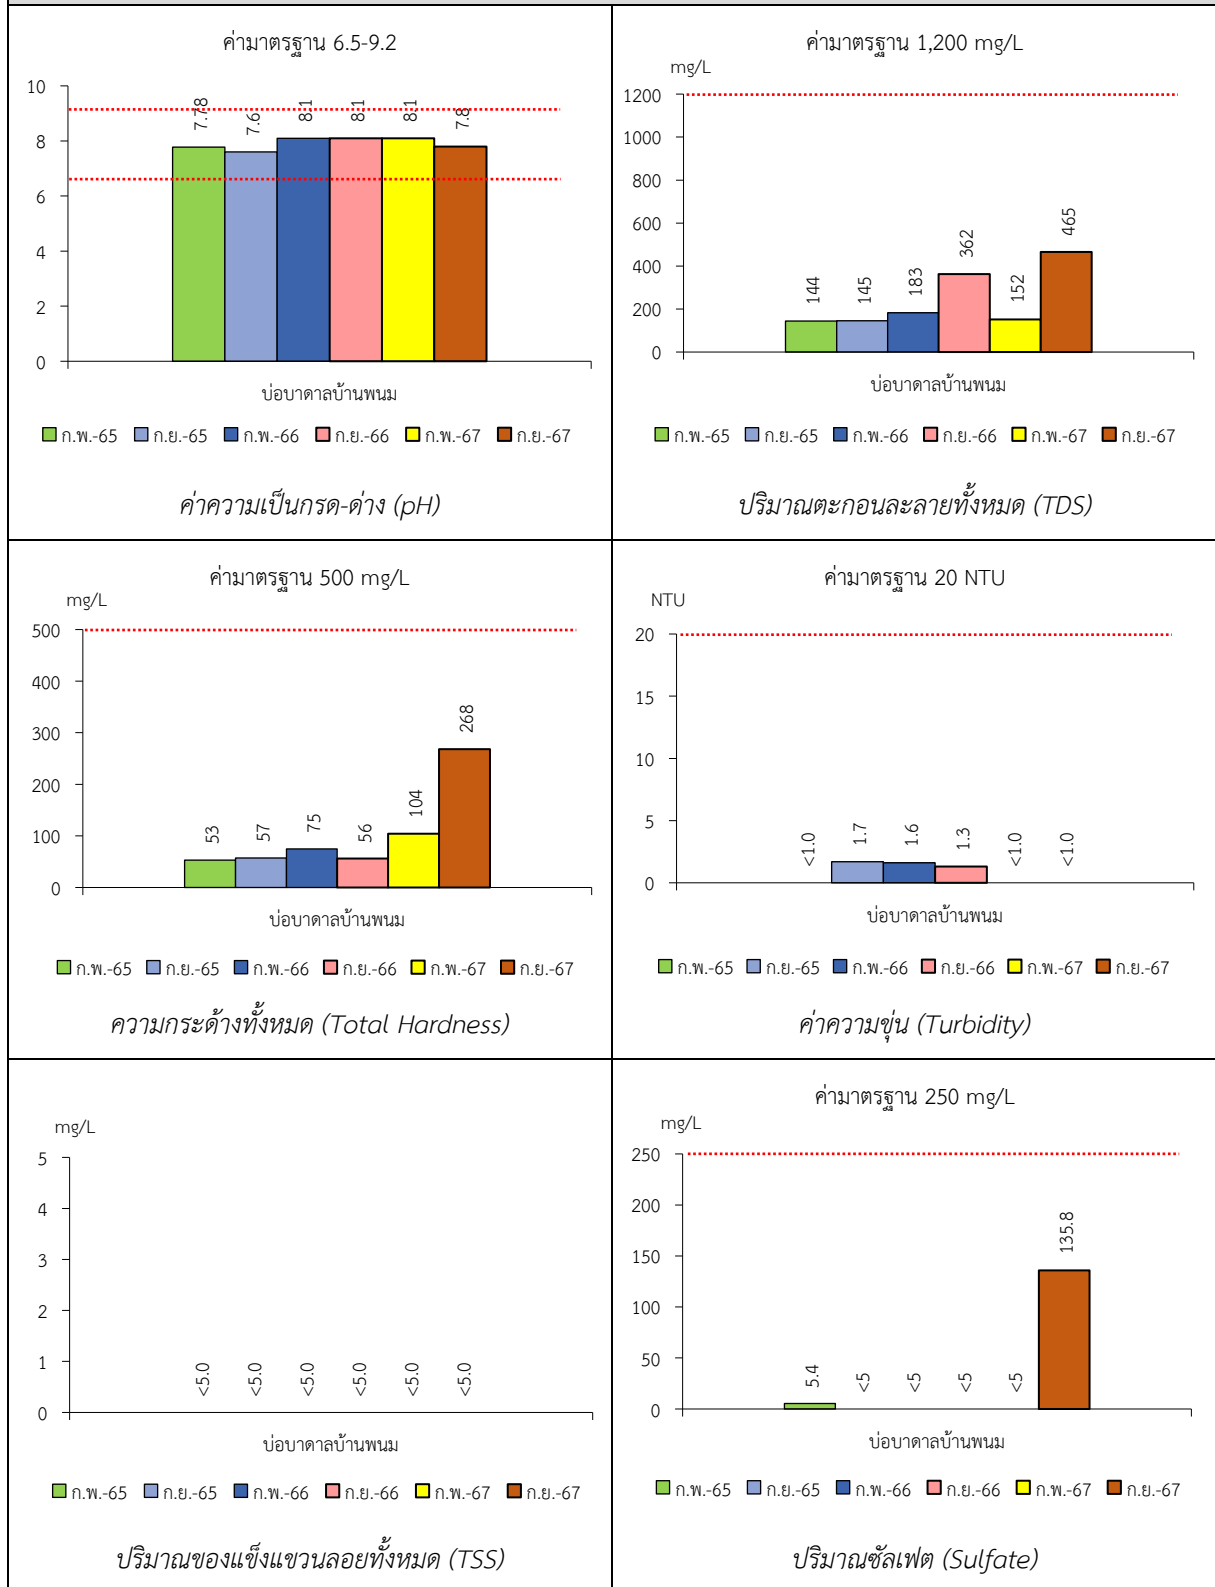 ค่ามาตรฐาน 6.5-9.2
10
8
6
4
2
0
7.78
7.6
8.1
8.1
8.1
7.8
บ่อบาดาลบ้านพนม
ก.พ.-65 ก.ย.-65 ก.พ.-66 ก.ย.-66 ก.พ.-67 ก.ย.-67
ค่าความเป็นกรด-ด่าง (pH)
ค่ามาตรฐาน 1,200 mg/L
mg/L
1200
1000
800
600
400
200
0
144
145
183
362
152
465
บ่อบาดาลบ้านพนม
ก.พ.-65 ก.ย.-65 ก.พ.-66 ก.ย.-66 ก.พ.-67 ก.ย.-67
ปริมาณตะกอนละลายทั้งหมด (TDS)
ค่ามาตรฐาน 500 mg/L
mg/L
500
400
300
200
100
0
53
57
75
56
104
268
บ่อบาดาลบ้านพนม
ก.พ.-65 ก.ย.-65 ก.พ.-66 ก.ย.-66 ก.พ.-67 ก.ย.-67
ความกระด้างทั้งหมด (Total Hardness)
ค่ามาตรฐาน 20 NTU
NTU
20
15
10
5
0
<1.0
1.7
1.6
1.3
<1.0
<1.0
บ่อบาดาลบ้านพนม
ก.พ.-65 ก.ย.-65 ก.พ.-66 ก.ย.-66 ก.พ.-67 ก.ย.-67
ค่าความขุ่น (Turbidity)
mg/L
5
4
3
2
1
0
<5.0
<5.0
<5.0
<5.0
<5.0
<5.0
บ่อบาดาลบ้านพนม
ก.พ.-65 ก.ย.-65 ก.พ.-66 ก.ย.-66 ก.พ.-67 ก.ย.-67
ปริมาณของแข็งแขวนลอยทั้งหมด (TSS)
ค่ามาตรฐาน 250 mg/L
mg/L
250
200
150
100
50
0
5.4
<5
<5
<5
<5
135.8
บ่อบาดาลบ้านพนม
ก.พ.-65 ก.ย.-65 ก.พ.-66 ก.ย.-66 ก.พ.-67 ก.ย.-67
ปริมาณซัลเฟต (Sulfate)